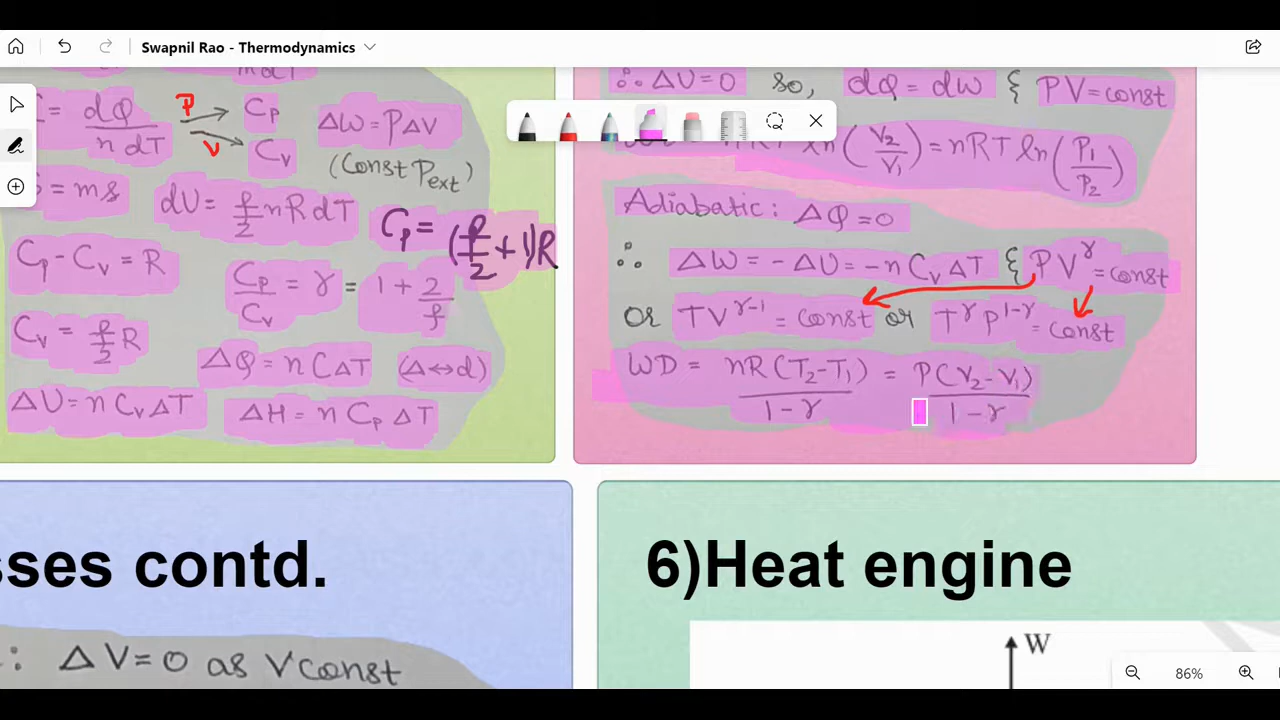 Swapnil Rao - Thermodynamics
= dQ / n dT P → Cp V → Cv
ΔW = PΔV
(Const Pext)
= ms
dU = f/2 nRdT
Cp = (f/2 + 1)R
Cp - Cv = R
Cp/Cv = γ = 1 + 2/f
Cv = f/2 R
ΔQ = nCΔT (Δ↔d)
ΔU = nCvΔT
ΔH = nCpΔT
∴ ΔU = 0 so, dQ = dW { PV = const
nRT ln(V2/V1) = nRT ln(P1/P2)
Adiabatic: ΔQ = 0
∴ ΔW = -ΔU = -nCvΔT { PV^γ = const
or TV^γ-1 = const or T^γ P^1-γ = const
WD = nR(T2-T1) / 1-γ = P(V2-V1) / 1-γ
sses contd.
6)Heat engine
: ΔV=0 as V const
W
86%